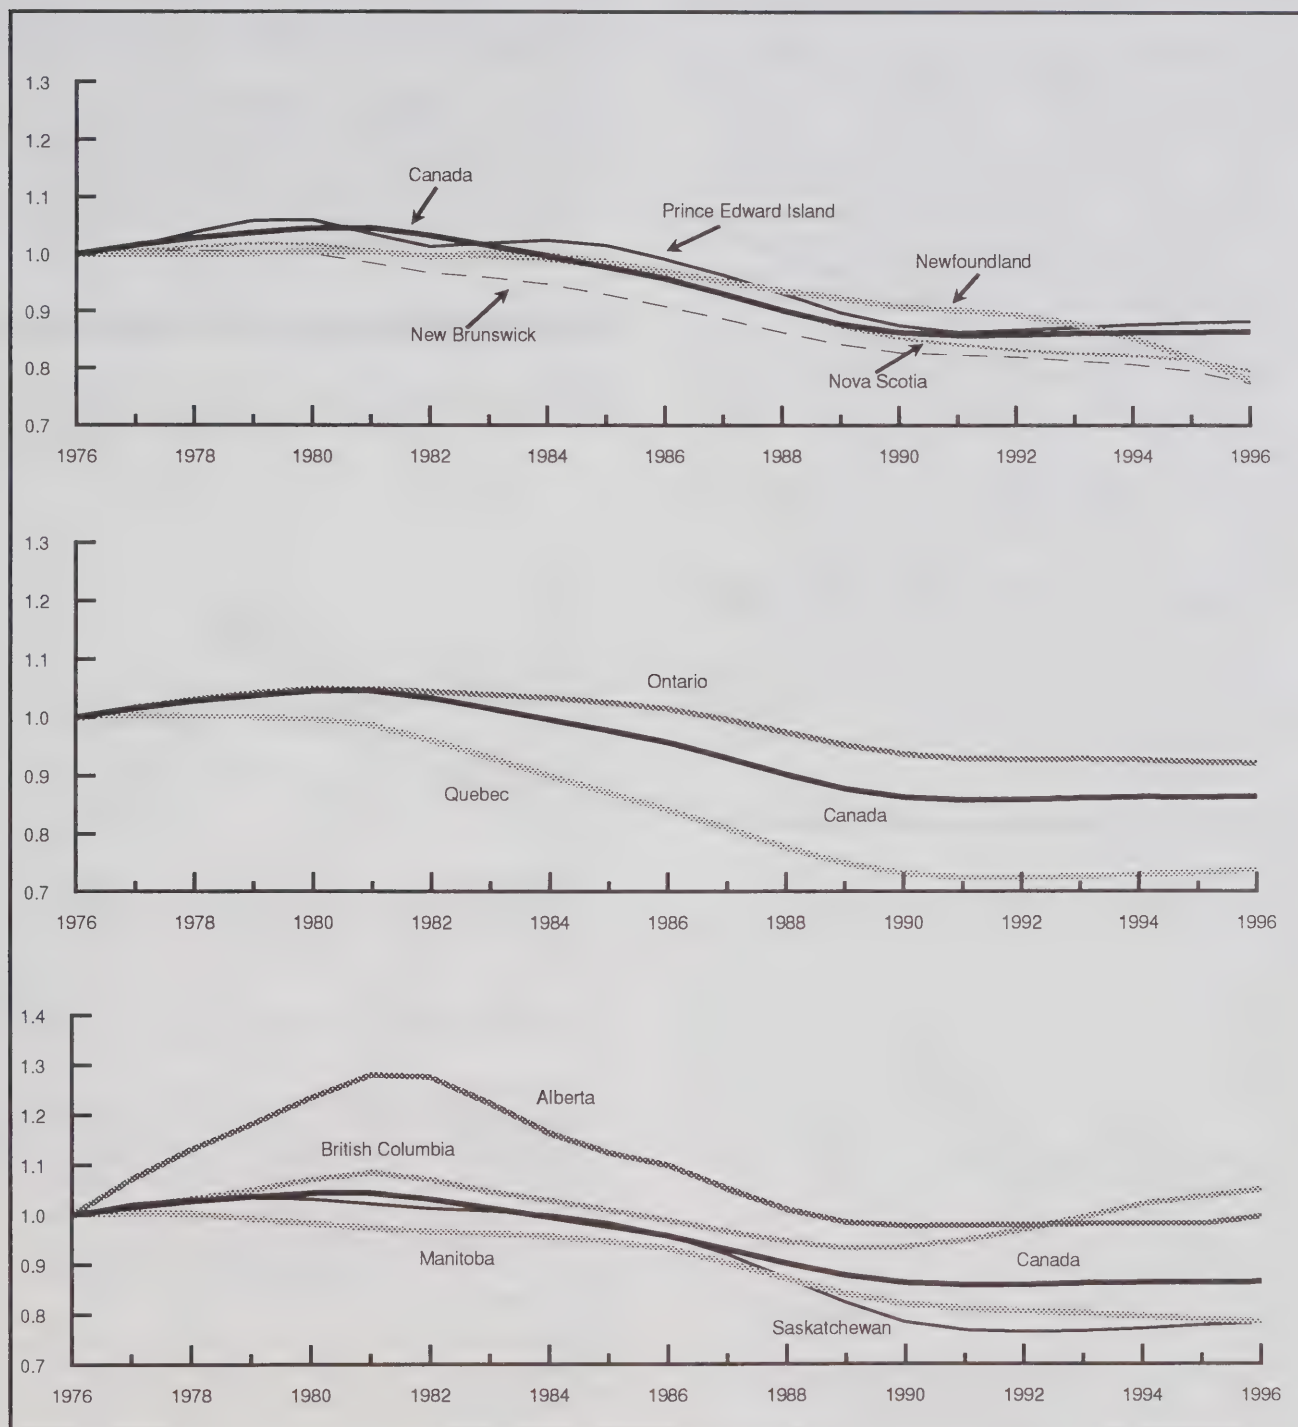 1.3
1.2
1.1
1.0
0.9
0.8
0.7
Canada
Prince Edward Island
Newfoundland
New Brunswick
Nova Scotia
1976 1978 1980 1982 1984 1986 1988 1990 1992 1994 1996
1.3
1.2
1.1
1.0
0.9
0.8
0.7
Ontario
Quebec
Canada
1976 1978 1980 1982 1984 1986 1988 1990 1992 1994 1996
1.4
1.3
1.2
1.1
1.0
0.9
0.8
0.7
Alberta
British Columbia
Manitoba
Canada
Saskatchewan
1976 1978 1980 1982 1984 1986 1988 1990 1992 1994 1996